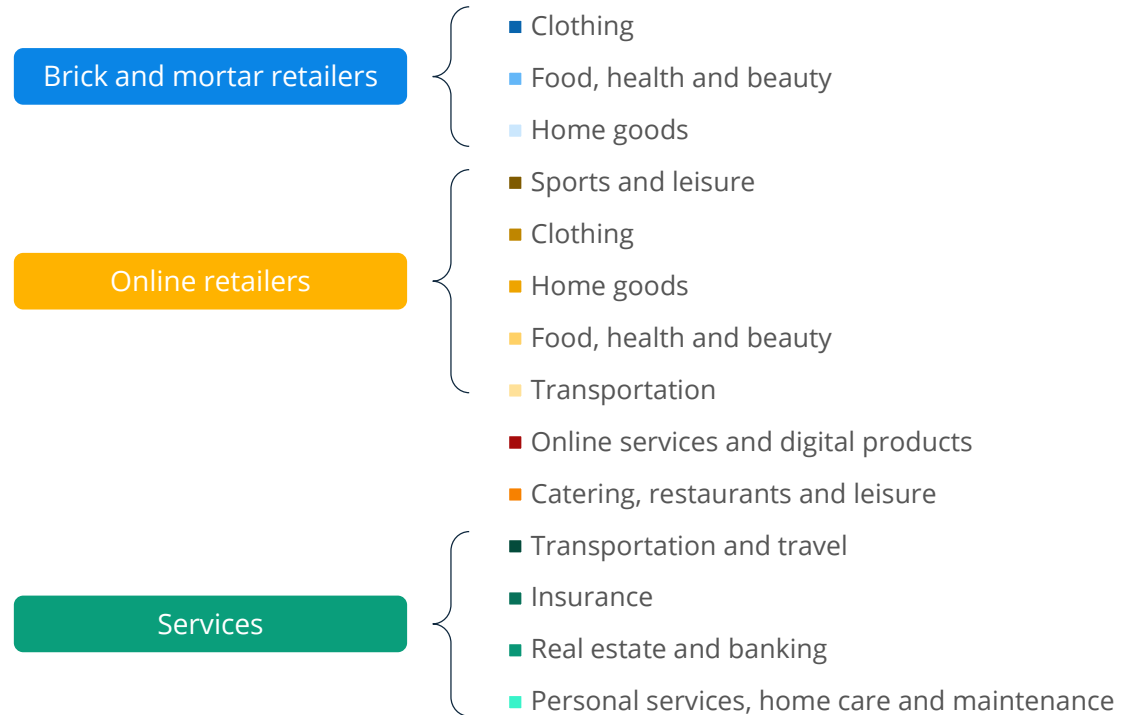 Brick and mortar retailers
Clothing
Food, health and beauty
Home goods
Online retailers
Sports and leisure
Clothing
Home goods
Food, health and beauty
Transportation
Online services and digital products
Catering, restaurants and leisure
Services
Transportation and travel
Insurance
Real estate and banking
Personal services, home care and maintenance